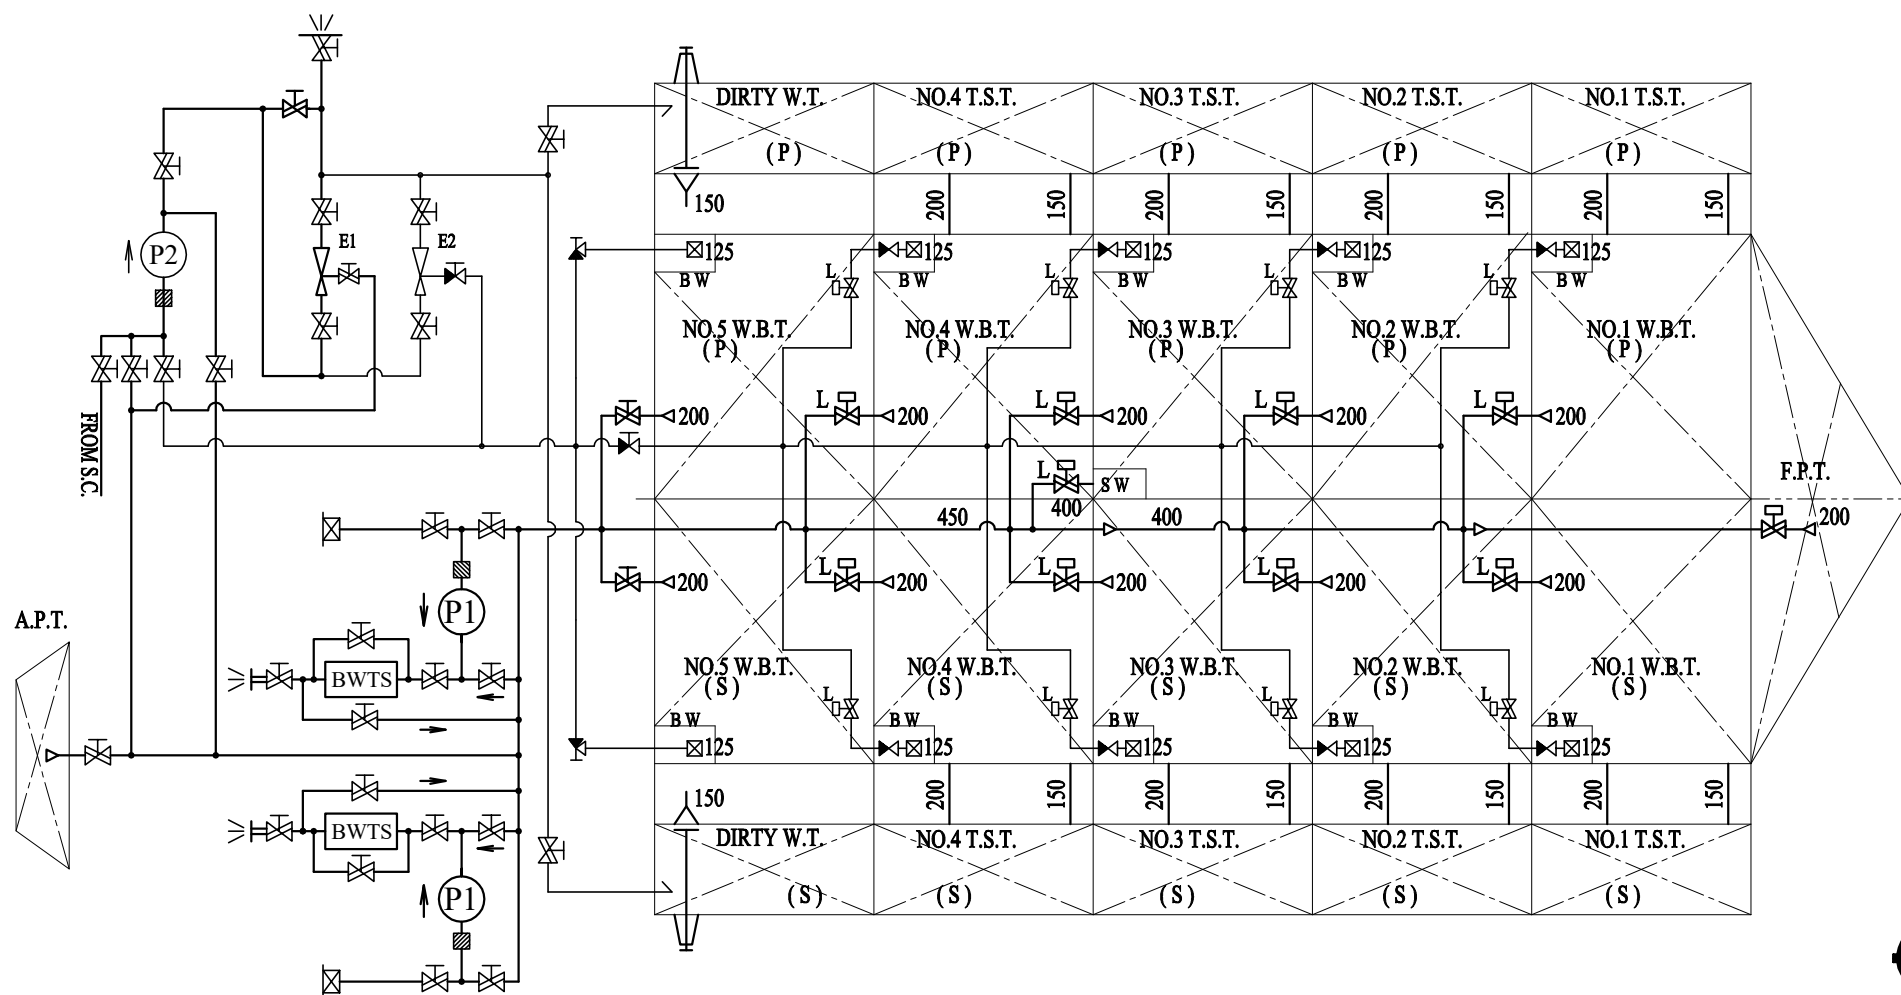 DIRTY W.T.
NO.4 T.S.T.
NO.3 T.S.T.
NO.2 T.S.T.
NO.1 T.S.T.
(P)
(P)
(P)
(P)
(P)
150
200
150
200
150
200
150
200
150
P2
E1
E2
125
125
125
125
125
BW
BW
BW
BW
BW
L
L
L
L
NO.5 W.B.T.
(P)
NO.4 W.B.T.
(P)
NO.3 W.B.T.
(P)
NO.2 W.B.T.
(P)
NO.1 W.B.T.
(P)
FROM S.C.
200
L
200
L
200
L
200
L
200
L
SW
400
F.P.T.
450
400
200
200
L
200
L
200
L
200
L
200
P1
A.P.T.
BWTS
NO.5 W.B.T.
(S)
NO.4 W.B.T.
(S)
NO.3 W.B.T.
(S)
NO.2 W.B.T.
(S)
NO.1 W.B.T.
(S)
L
L
L
L
BW
BW
BW
BW
BW
125
125
125
125
125
150
200
150
200
150
200
150
200
150
BWTS
DIRTY W.T.
NO.4 T.S.T.
NO.3 T.S.T.
NO.2 T.S.T.
NO.1 T.S.T.
(S)
(S)
(S)
(S)
(S)
P1